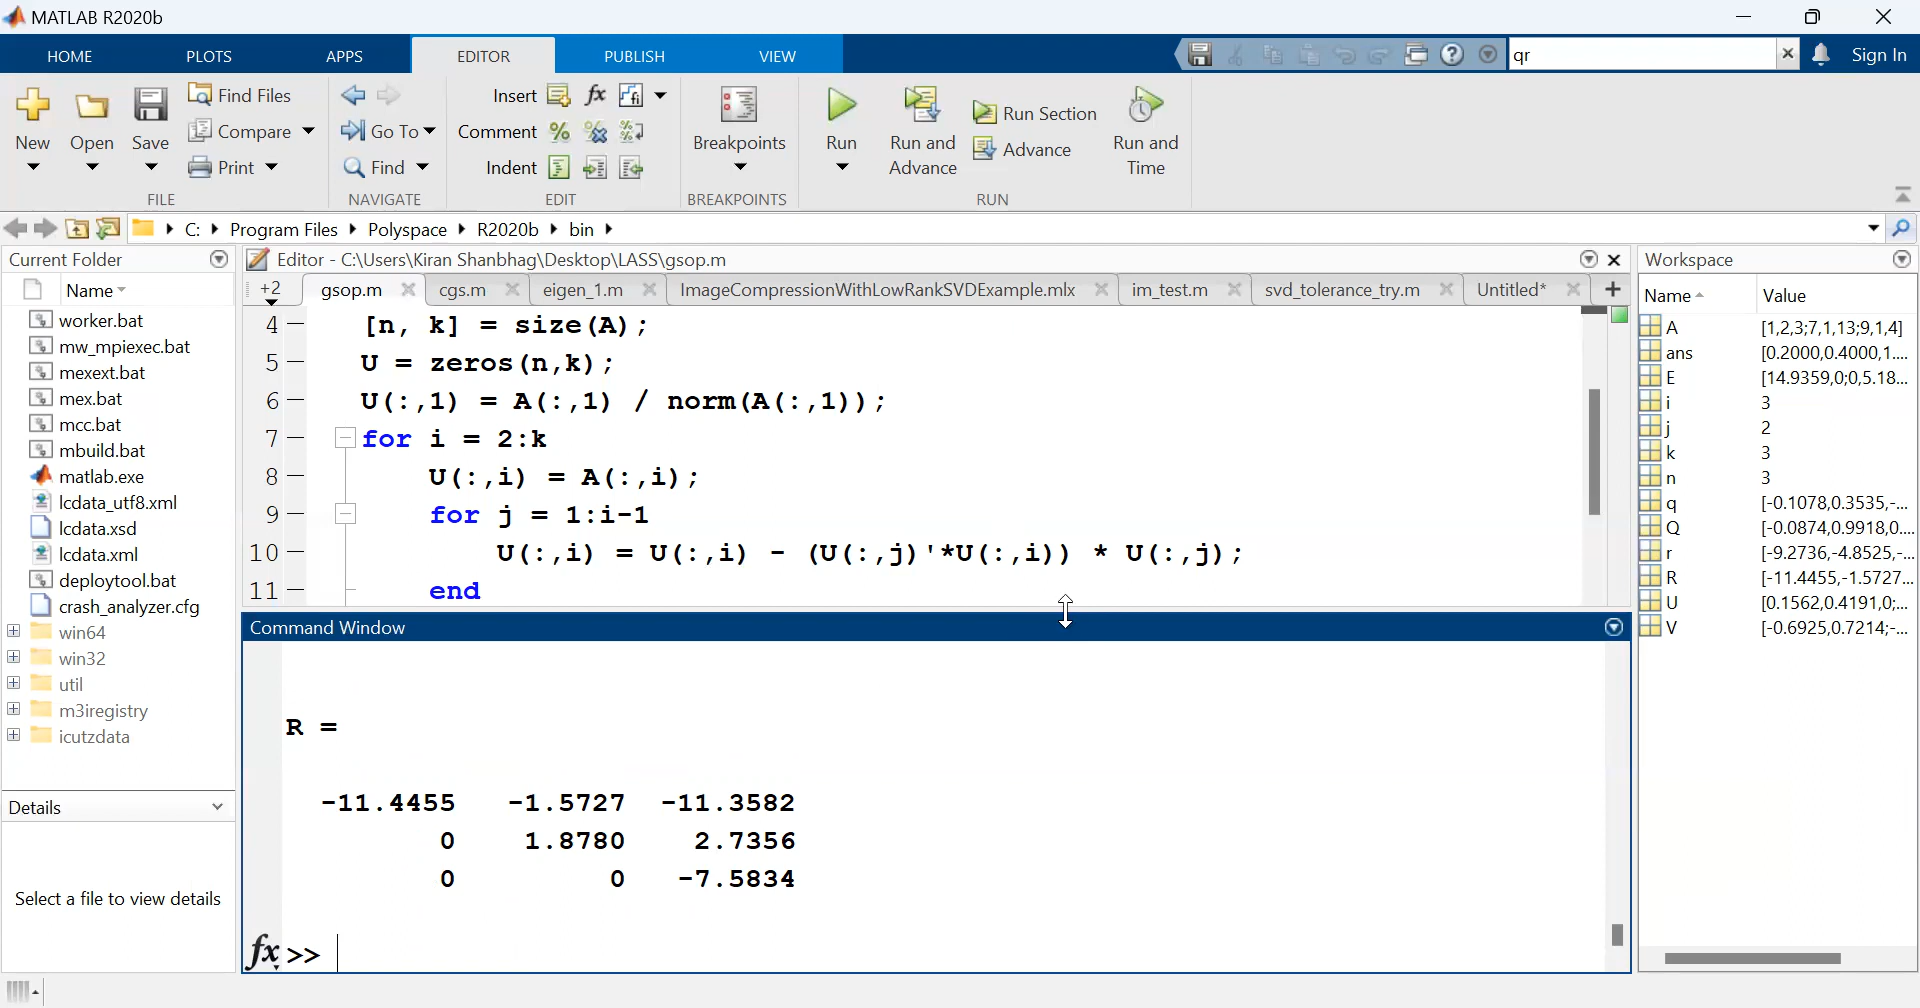 MATLAB R2020b
HOME PLOTS APPS EDITOR PUBLISH VIEW qr Sign In
New Open Save Find Files Compare Print
FILE
Go To Find
NAVIGATE
Insert fx
Comment
Indent
EDIT
Breakpoints
BREAKPOINTS
Run Run and Advance Run Section Advance Run and Time
RUN
C: Program Files Polyspace R2020b bin
Current Folder
Name
worker.bat
mw_mpiexec.bat
mexext.bat
mex.bat
mcc.bat
mbuild.bat
matlab.exe
lcdata_utf8.xml
lcdata.xsd
lcdata.xml
deploytool.bat
crash_analyzer.cfg
win64
win32
util
m3iregistry
icutzdata
Details
Select a file to view details
Editor - C:\Users\Kiran Shanbhag\Desktop\LASS\gsop.m
+2 gsop.m cgs.m eigen_1.m ImageCompressionWithLowRankSVDExample.mlx im_test.m svd_tolerance_try.m Untitled* +
4 – [n, k] = size(A);
5 – U = zeros(n,k);
6 – U(:,1) = A(:,1) / norm(A(:,1));
7 – for i = 2:k
8 – U(:,i) = A(:,i);
9 – for j = 1:i-1
10 – U(:,i) = U(:,i) - (U(:,j)'*U(:,i)) * U(:,j);
11 – end
Command Window
R =
-11.4455 -1.5727 -11.3582
0 1.8780 2.7356
0 0 -7.5834
fx >>
Workspace
Name Value
A [1,2,3;7,1,13;9,1,4]
ans [0.2000,0.4000,1....
E [14.9359,0;0,5.18...
i 3
j 2
k 3
n 3
q [-0.1078,0.3535,-...
Q [-0.0874,0.9918,0....
r [-9.2736,-4.8525,-...
R [-11.4455,-1.5727...
U [0.1562,0.4191,0;...
V [-0.6925,0.7214;-...